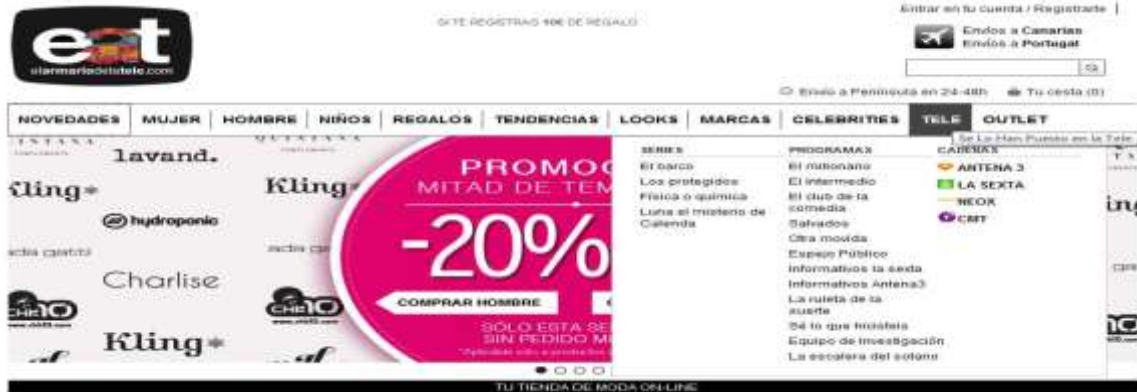 Entrar en tu cuenta / Registrarte |
SI TE REGISTRAS 10€ DE REGALO
eat
elarmariodelatele.com
Envíos a Canarias
Envíos a Portugal
Envío a Península en 24-48h Tu cesta (0)
NOVEDADES MUJER HOMBRE NIÑOS REGALOS TENDENCIAS LOOKS MARCAS CELEBRITIES TELE OUTLET
Se Lo Han Puesto en la Tele
lavand.
Kling
hydroponic
Charlise
Kling
Kling
PROMO
MITAD DE TEM
-20%
COMPRAR HOMBRE
SÓLO ESTA SE
SIN PEDIDO M
SERIES
El barco
Los protegidos
Física o química
Luna el misterio de
Calenda
PROGRAMAS
El millonario
El intermedio
El club de la
comedia
Salvados
Otra movida
Espejo Público
Informativos la sexta
Informativos Antena3
La ruleta de la
suerte
Sé lo que hicisteis
Equipo de Investigación
La escalera del sotano
CADENAS
ANTENA 3
LA SEXTA
NEOX
CMT
TU TIENDA DE MODA ON-LINE